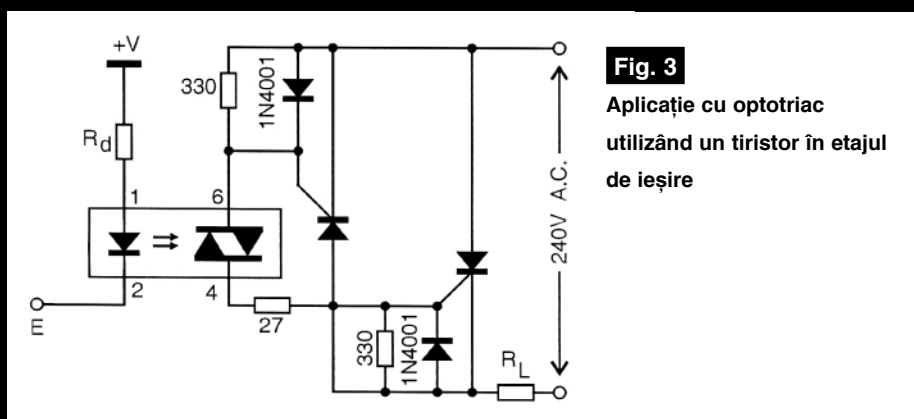 +V
330
1N4001
Rd
1
6
2
4
E
27
330
1N4001
RL
240V A.C.
Fig. 3
Aplicație cu optotriac
utilizând un tiristor în etajul
de ieșire